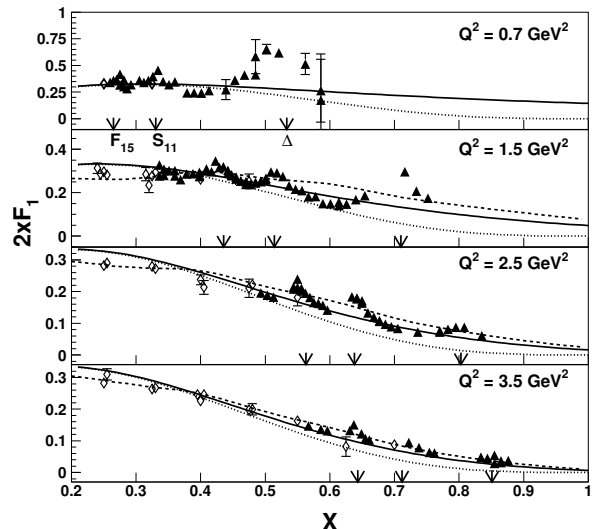 1
0.75
0.5
0.25
0
Q² = 0.7 GeV²
F₁₅ S₁₁ Δ
0.4
0.2
0
Q² = 1.5 GeV²
2xF₁
0.3
0.2
0.1
0
Q² = 2.5 GeV²
0.3
0.2
0.1
0
Q² = 3.5 GeV²
0.2 0.3 0.4 0.5 0.6 0.7 0.8 0.9 1
X